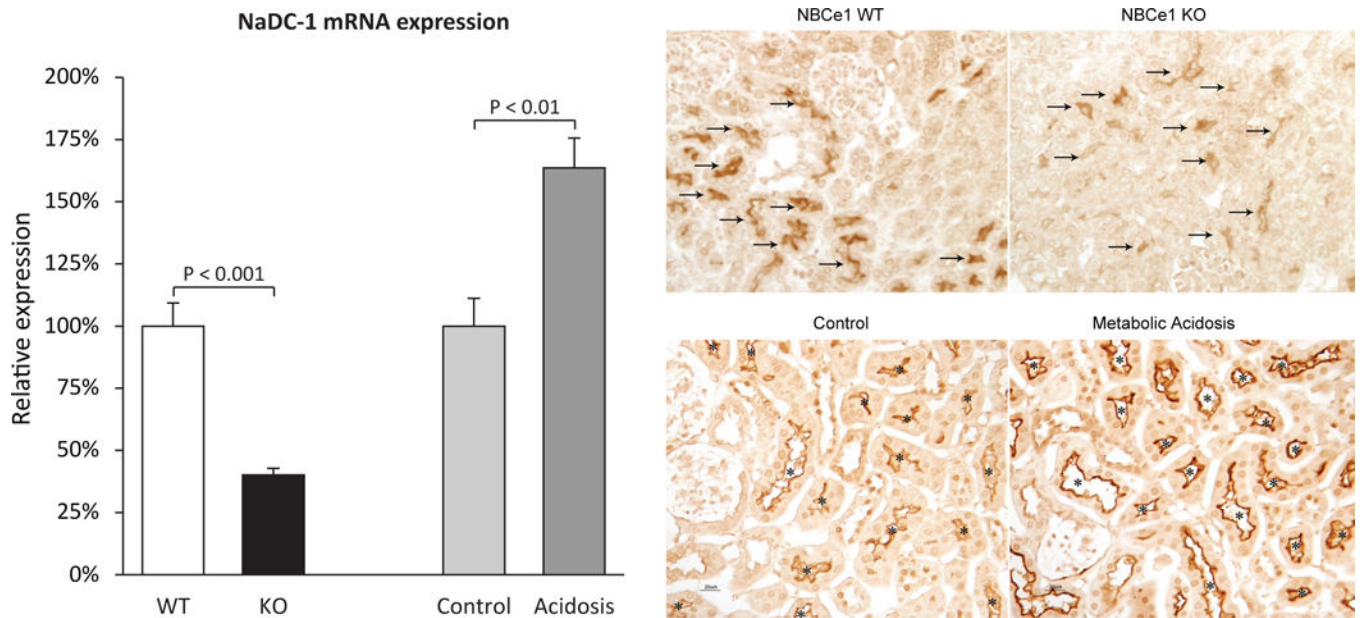 NaDC-1 mRNA expression
Relative expression
200%
175%
150%
125%
100%
75%
50%
25%
0%
P < 0.001
P < 0.01
WT
KO
Control
Acidosis
NBCe1 WT
NBCe1 KO
Control
Metabolic Acidosis